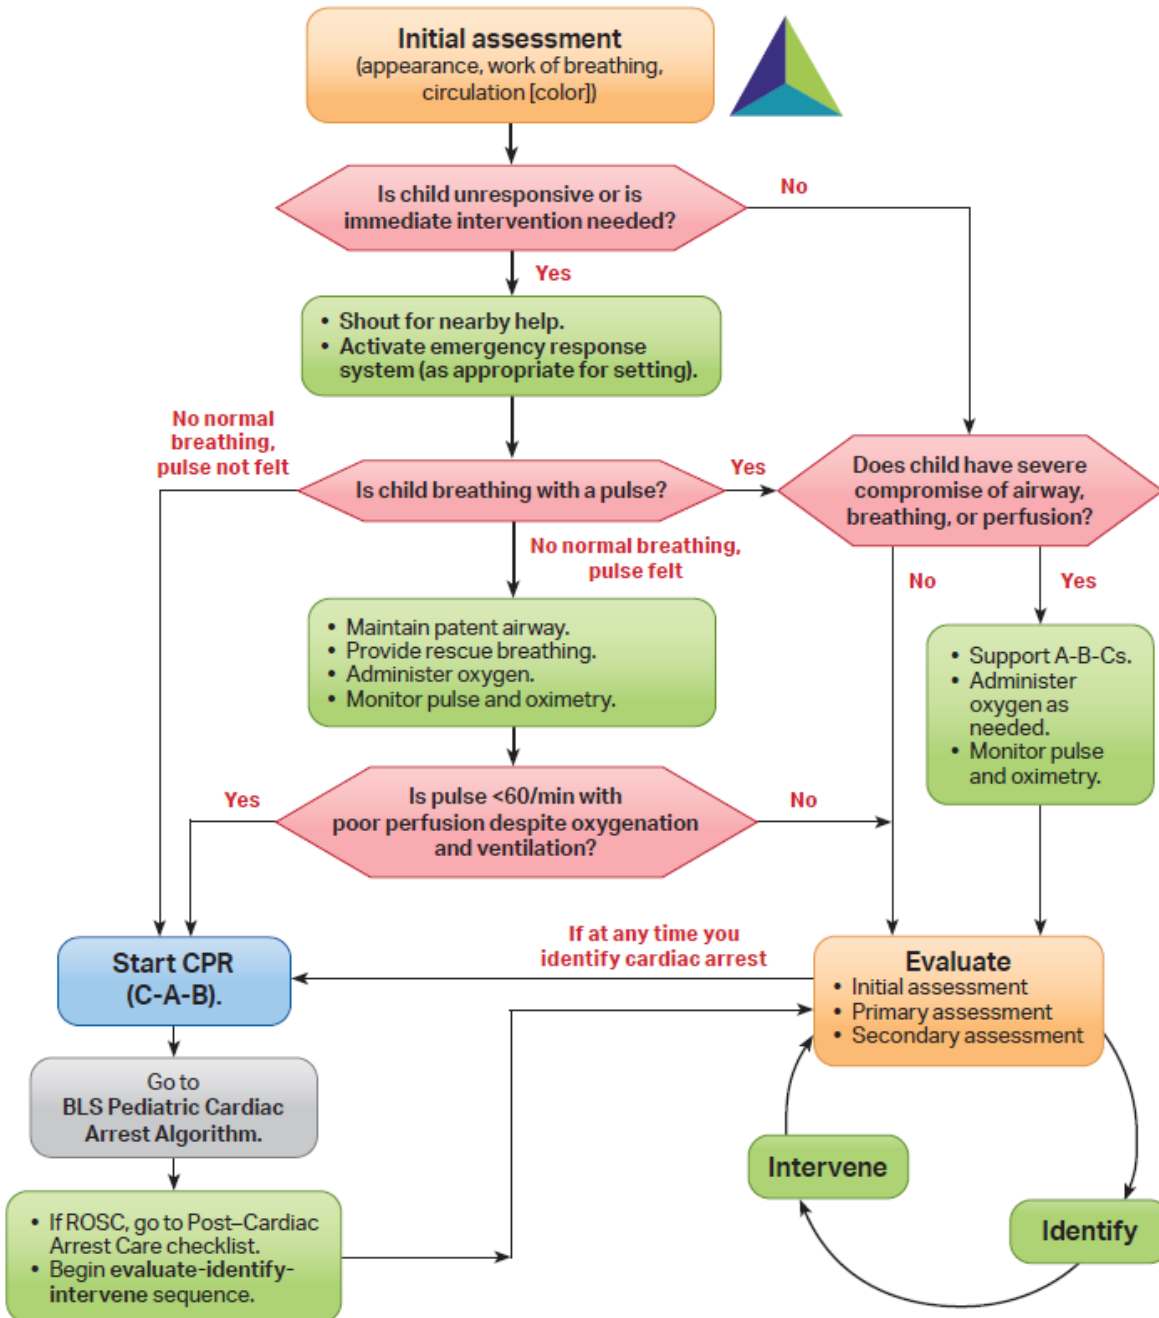 Initial assessment
(appearance, work of breathing,
circulation [color])
Is child unresponsive or is
immediate intervention needed?
No
Yes
• Shout for nearby help.
• Activate emergency response
system (as appropriate for setting).
No normal
breathing,
pulse not felt
Is child breathing with a pulse?
Yes
Does child have severe
compromise of airway,
breathing, or perfusion?
No normal breathing,
pulse felt
No
Yes
• Maintain patent airway.
• Provide rescue breathing.
• Administer oxygen.
• Monitor pulse and oximetry.
• Support A-B-Cs.
• Administer
oxygen as
needed.
• Monitor pulse
and oximetry.
Yes
Is pulse <60/min with
poor perfusion despite oxygenation
and ventilation?
No
Start CPR
(C-A-B).
If at any time you
identify cardiac arrest
Evaluate
• Initial assessment
• Primary assessment
• Secondary assessment
Go to
BLS Pediatric Cardiac
Arrest Algorithm.
Intervene
Identify
• If ROSC, go to Post–Cardiac
Arrest Care checklist.
• Begin evaluate-identify-
intervene sequence.